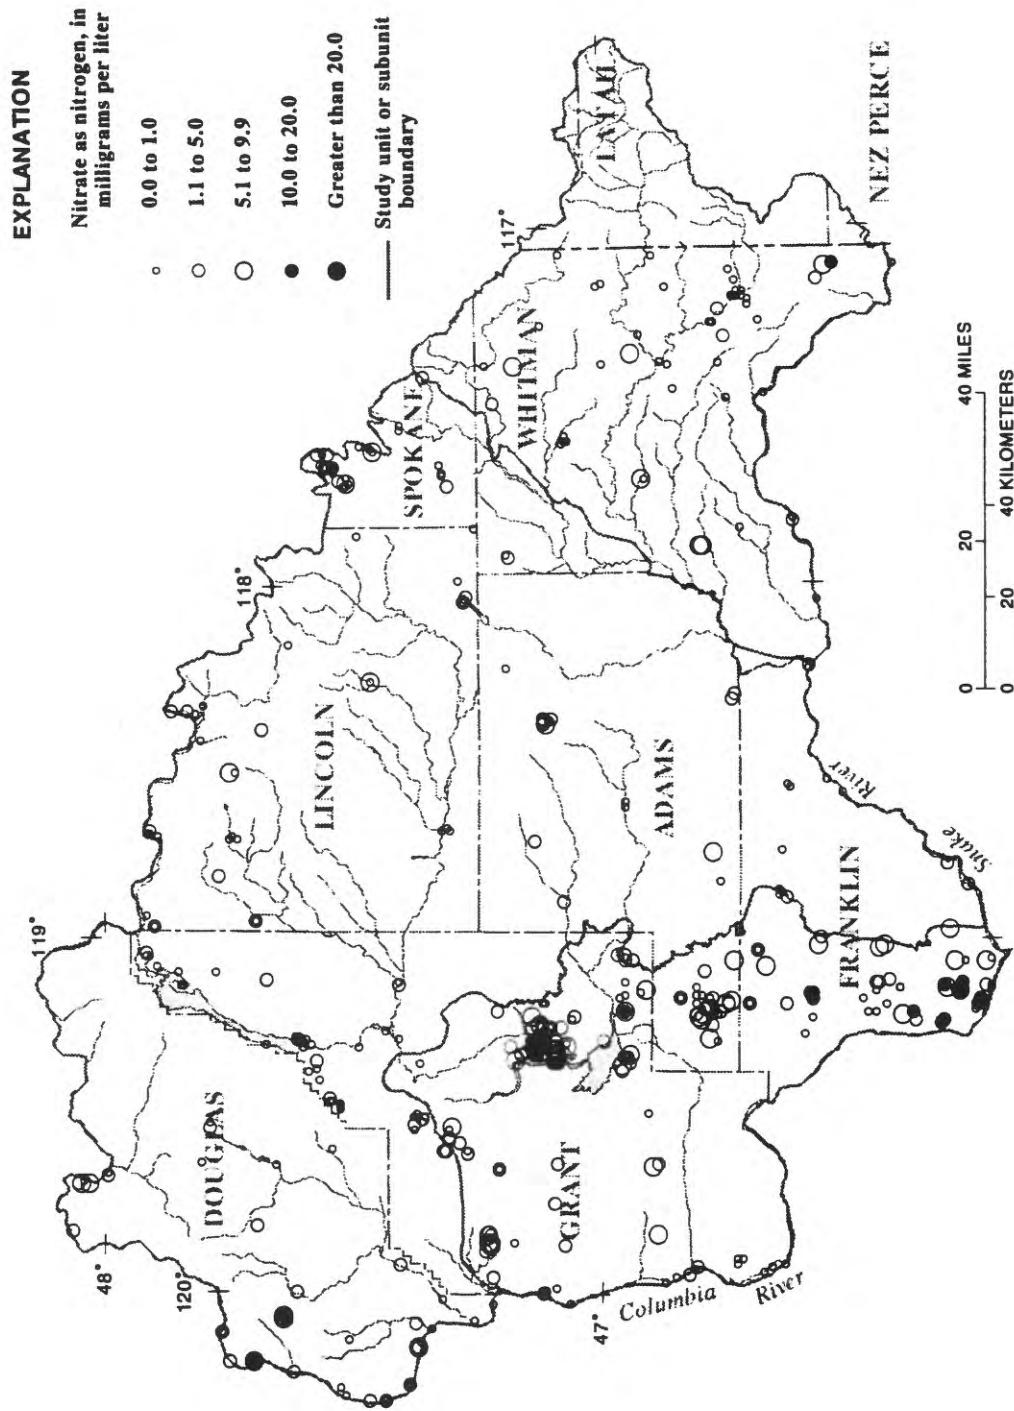 EXPLANATION
Nitrate as nitrogen, in
milligrams per liter
0.0 to 1.0
1.1 to 5.0
5.1 to 9.9
10.0 to 20.0
Greater than 20.0
Study unit or subunit
boundary
48°
119°
118°
117°
120°
47°
DOUGLAS
LINCOLN
SPOKANE
GRANT
ADAMS
WHITMAN
LATAH
FRANKLIN
NEZ PERCE
Columbia
River
Snake
River
0 20 40 MILES
0 20 40 KILOMETERS